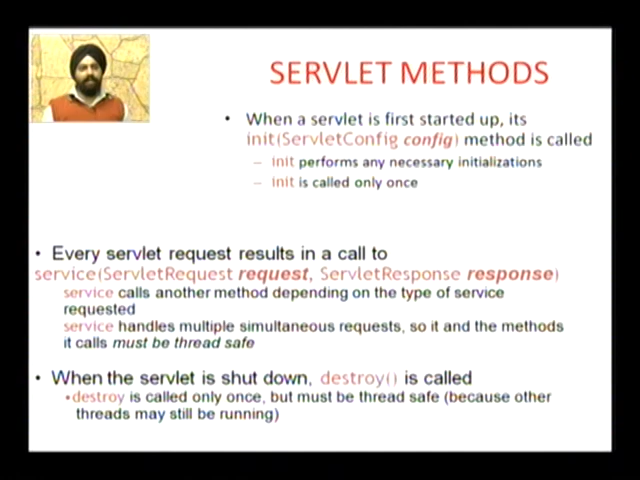 SERVLET METHODS
• When a servlet is first started up, its
init(ServletConfig config) method is called
– init performs any necessary initializations
– init is called only once
• Every servlet request results in a call to
service(ServletRequest request, ServletResponse response)
service calls another method depending on the type of service
requested
service handles multiple simultaneous requests, so it and the methods
it calls must be thread safe
• When the servlet is shut down, destroy() is called
•destroy is called only once, but must be thread safe (because other
threads may still be running)